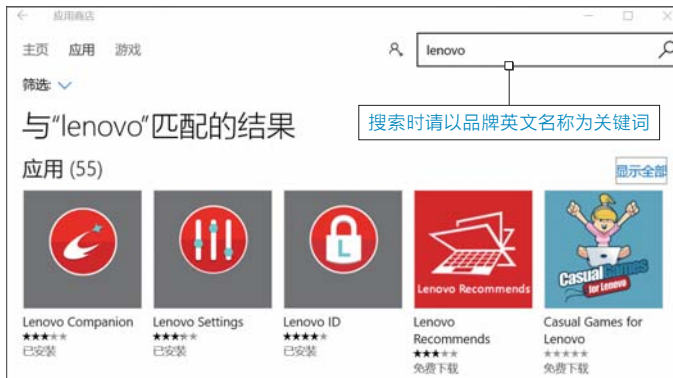 应用商店
主页 应用 游戏
lenovo
筛选:
搜索时请以品牌英文名称为关键词
与“lenovo”匹配的结果
应用 (55)
显示全部
L
Lenovo Recommends
Casual Games
for Lenovo
Lenovo Companion
已安装
Lenovo Settings
已安装
Lenovo ID
已安装
Lenovo
Recommends
免费下载
Casual Games for
Lenovo
免费下载